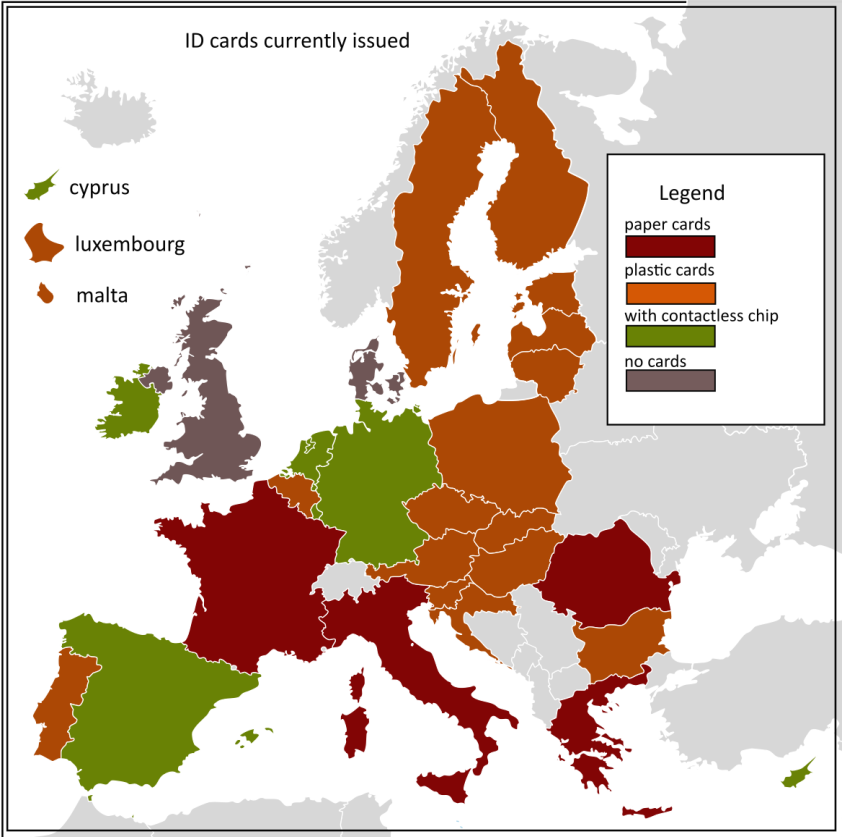 ID cards currently issued
cyprus
luxembourg
malta
Legend
paper cards
plastic cards
with contactless chip
no cards